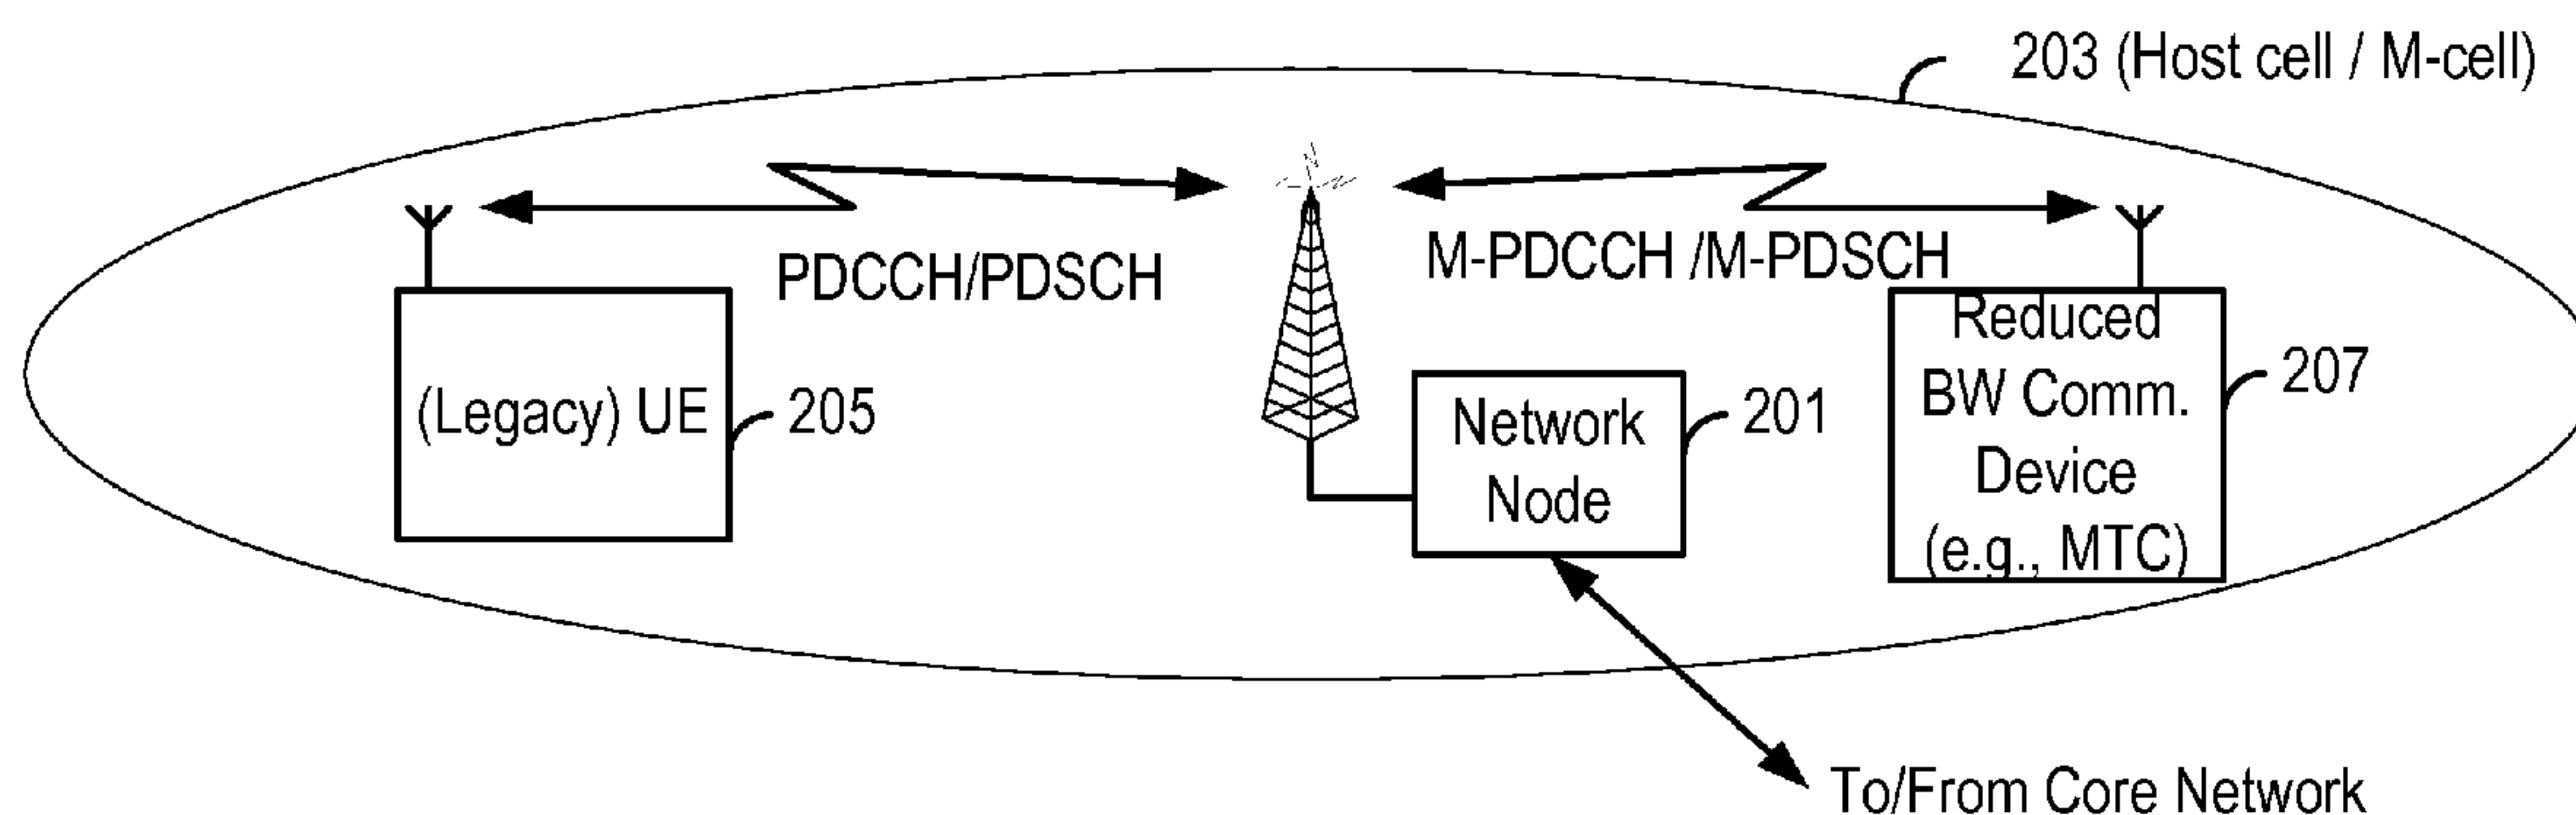 203 (Host cell / M-cell)
PDCCH/PDSCH
M-PDCCH /M-PDSCH
(Legacy) UE
205
Network
Node
201
Reduced
BW Comm.
Device
(e.g., MTC)
207
To/From Core Network